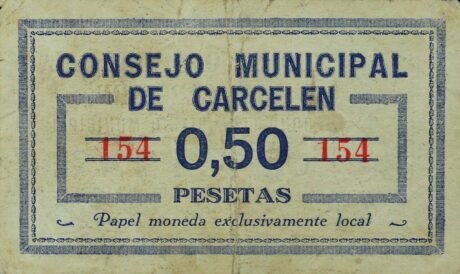 CONSEJO MUNICIPAL
DE CARCELEN
154 0,50 154
PESETAS
Papel moneda exclusivamente local